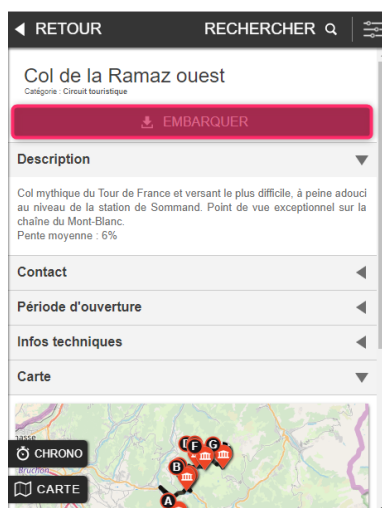 RETOUR RECHERCHER
Col de la Ramaz ouest
Catégorie : Circuit touristique
EMBARQUER
Description
Col mythique du Tour de France et versant le plus difficile, à peine adouci
au niveau de la station de Sommand. Point de vue exceptionnel sur la
chaîne du Mont-Blanc.
Pente moyenne : 6%
Contact
Période d'ouverture
Infos techniques
Carte
D F G
CHRONO
B
CARTE
A